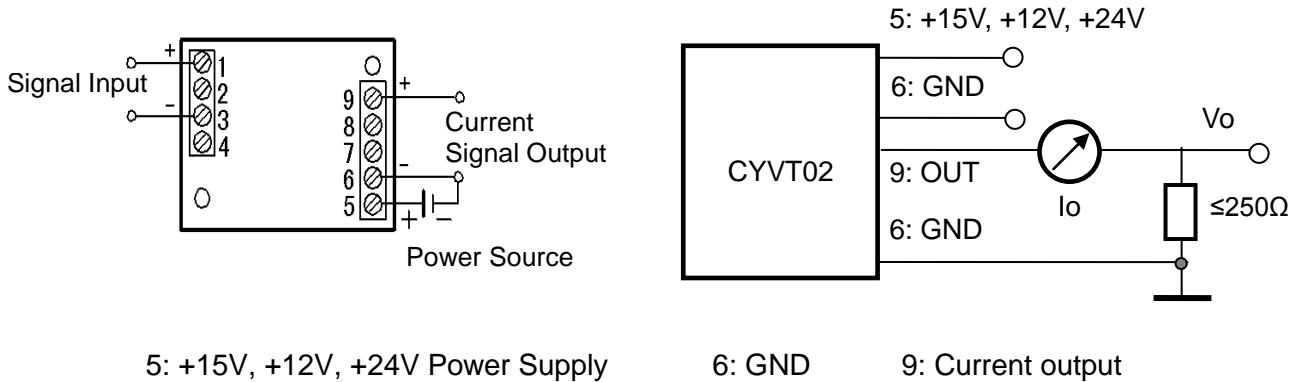 Signal Input
+
-
1
2
3
4
9
8
7
6
5
+
-
+
-
Current
Signal Output
Power Source
5: +15V, +12V, +24V
6: GND
CYVT02
9: OUT
6: GND
Io
Vo
≤250Ω
5: +15V, +12V, +24V Power Supply 6: GND 9: Current output